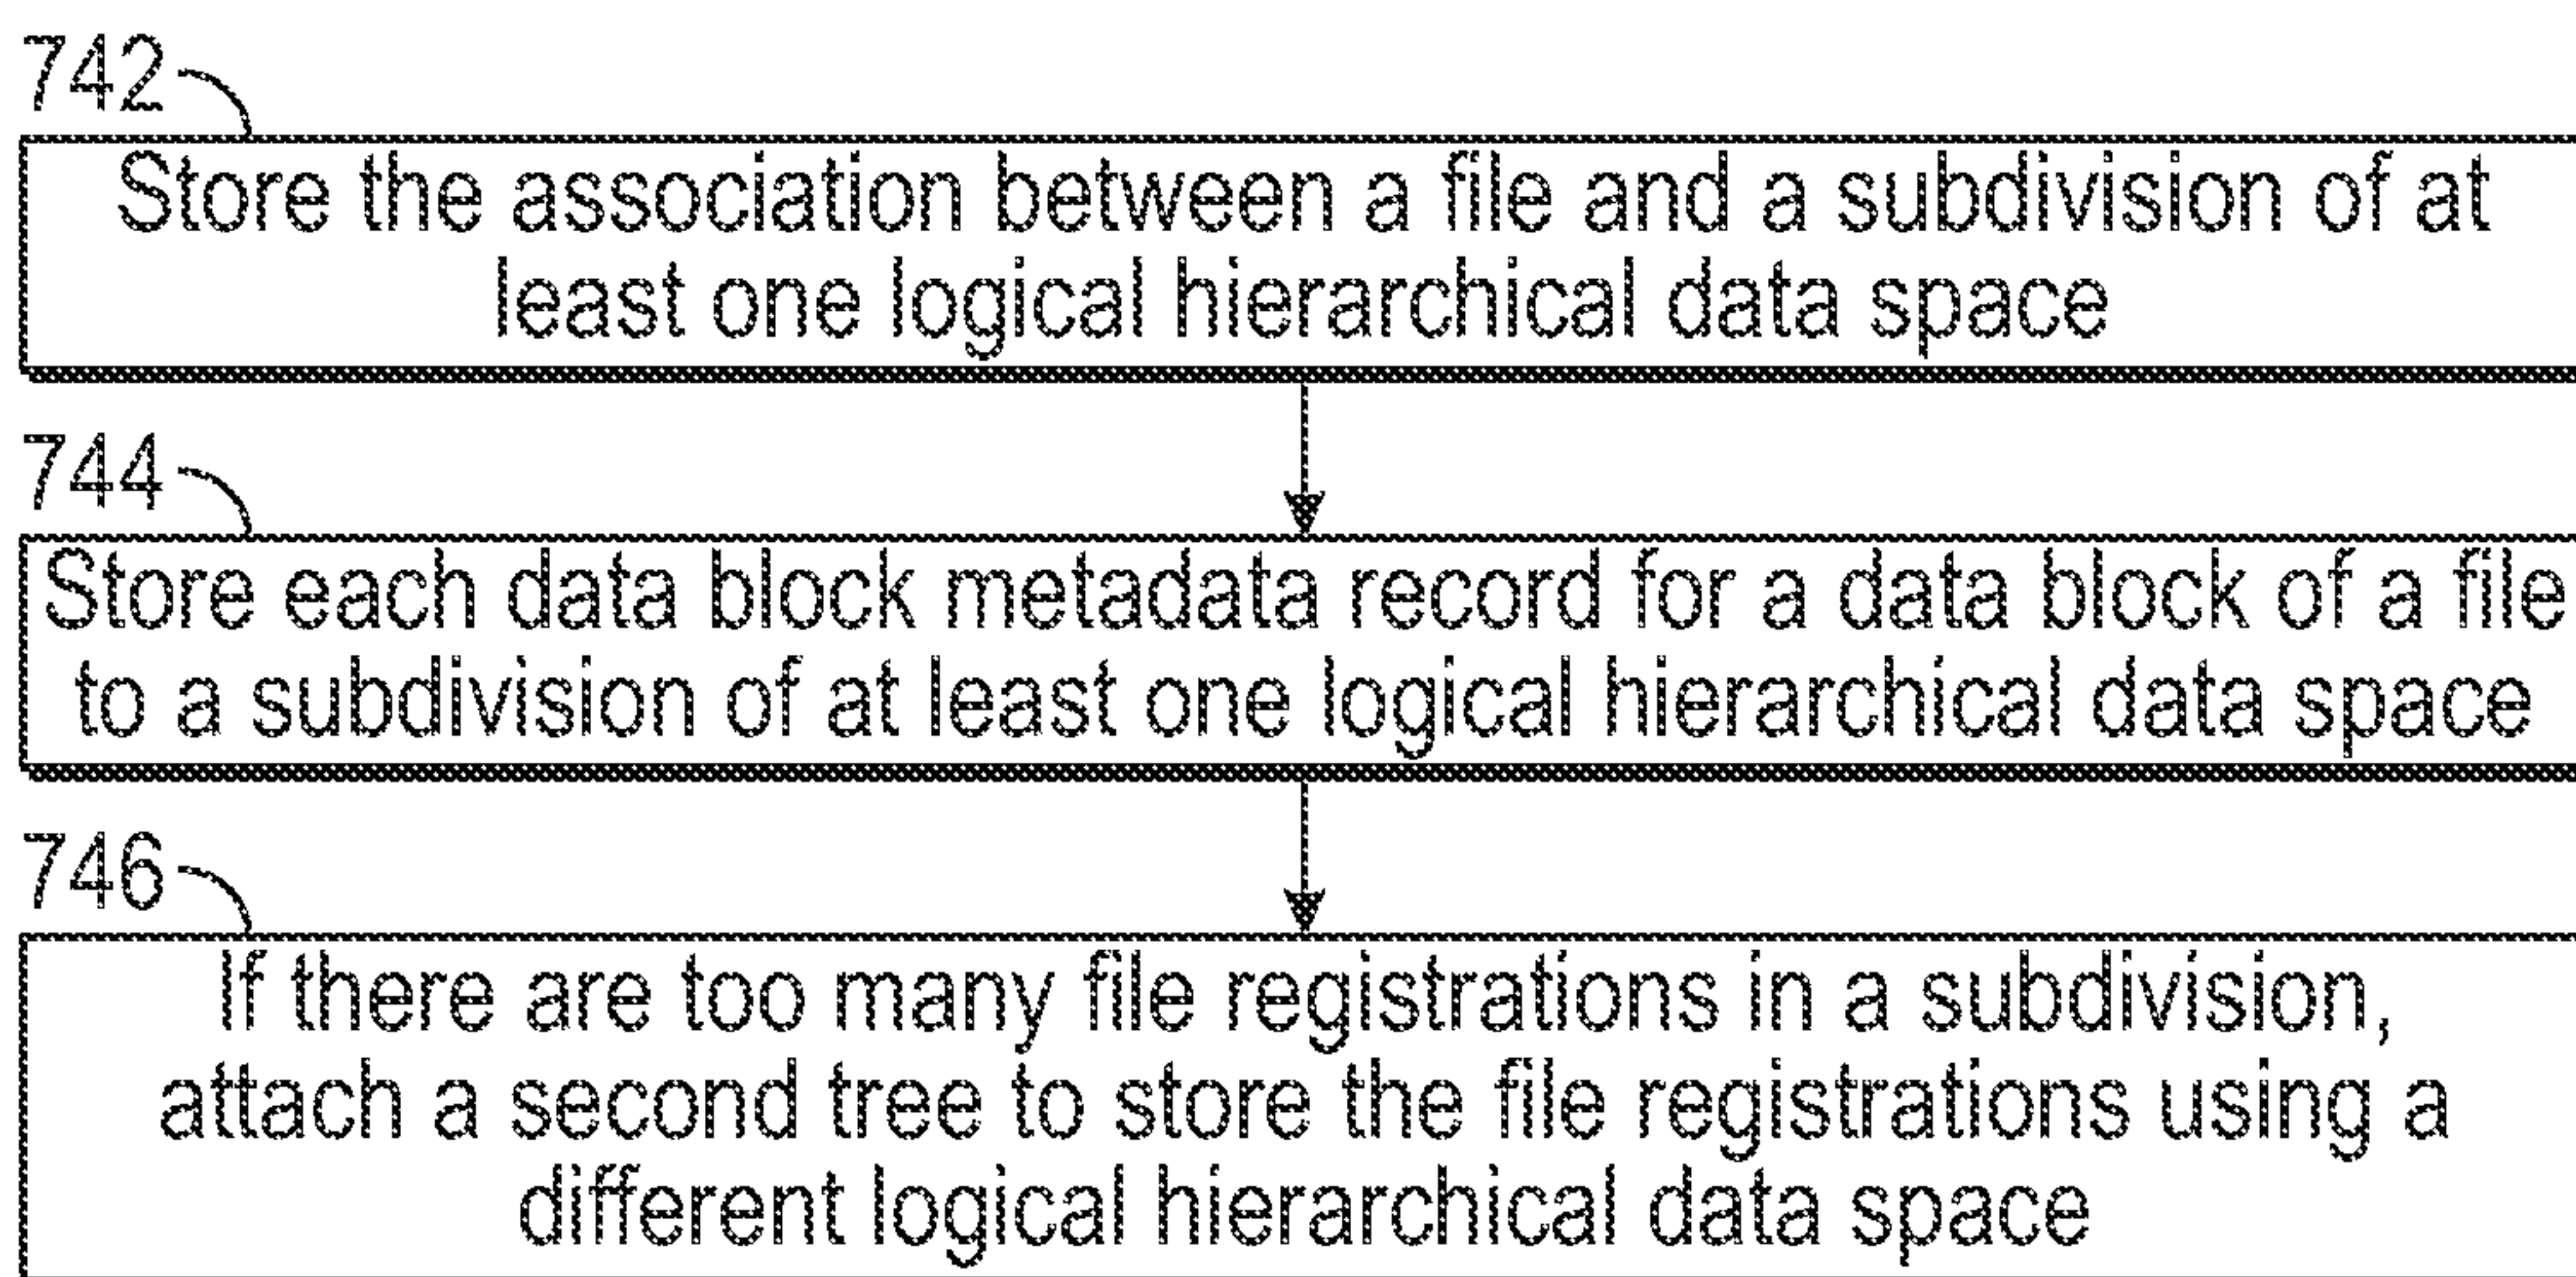 742
Store the association between a file and a subdivision of at
least one logical hierarchical data space
744
Store each data block metadata record for a data block of a file
to a subdivision of at least one logical hierarchical data space
746
If there are too many file registrations in a subdivision,
attach a second tree to store the file registrations using a
different logical hierarchical data space